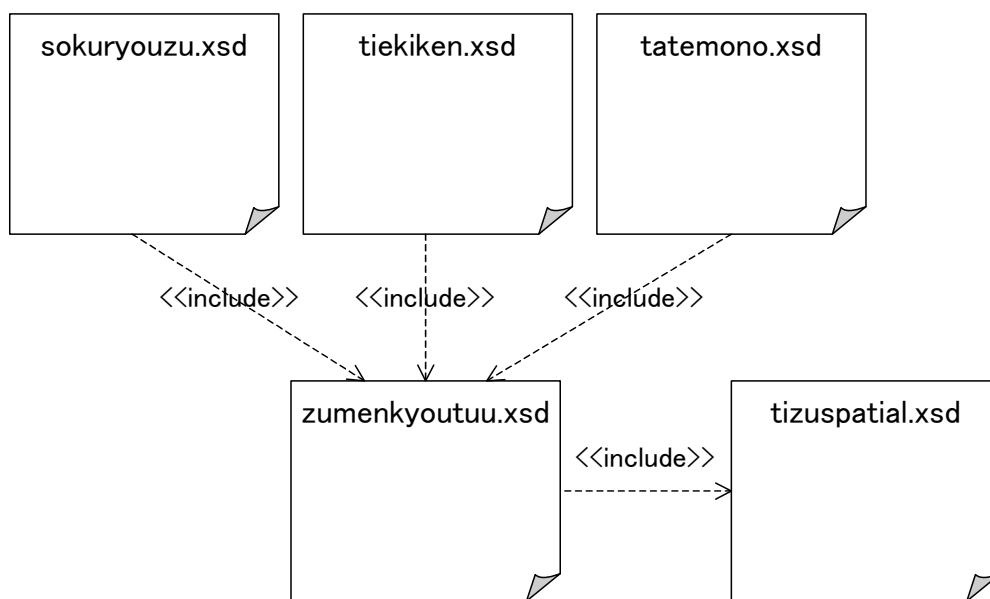 sokuryouzu.xsd
tiekiken.xsd
tatemono.xsd
<<include>>
<<include>>
<<include>>
zumenkyoutuu.xsd
tizuspatial.xsd
<<include>>